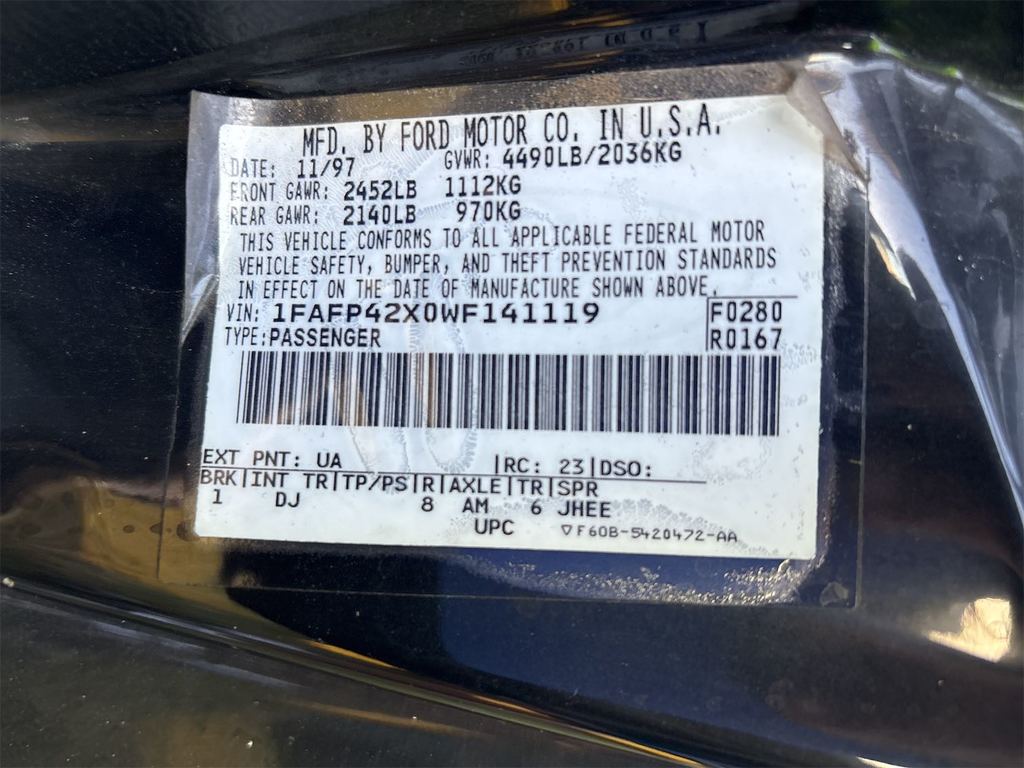 MFD. BY FORD MOTOR CO. IN U.S.A.
DATE: 11/97 GVWR: 4490LB/2036KG
FRONT GAWR: 2452LB 1112KG
REAR GAWR: 2140LB 970KG
THIS VEHICLE CONFORMS TO ALL APPLICABLE FEDERAL MOTOR
VEHICLE SAFETY, BUMPER, AND THEFT PREVENTION STANDARDS
IN EFFECT ON THE DATE OF MANUFACTURE SHOWN ABOVE.
VIN: 1FAFP42X0WF141119 F0280
TYPE:PASSENGER R0167
EXT PNT: UA |RC: 23|DSO:
BRK|INT TR|TP/PS|R|AXLE|TR|SPR
1 DJ 8 AM 6 JHEE
UPC ▽F60B-5420472-AA